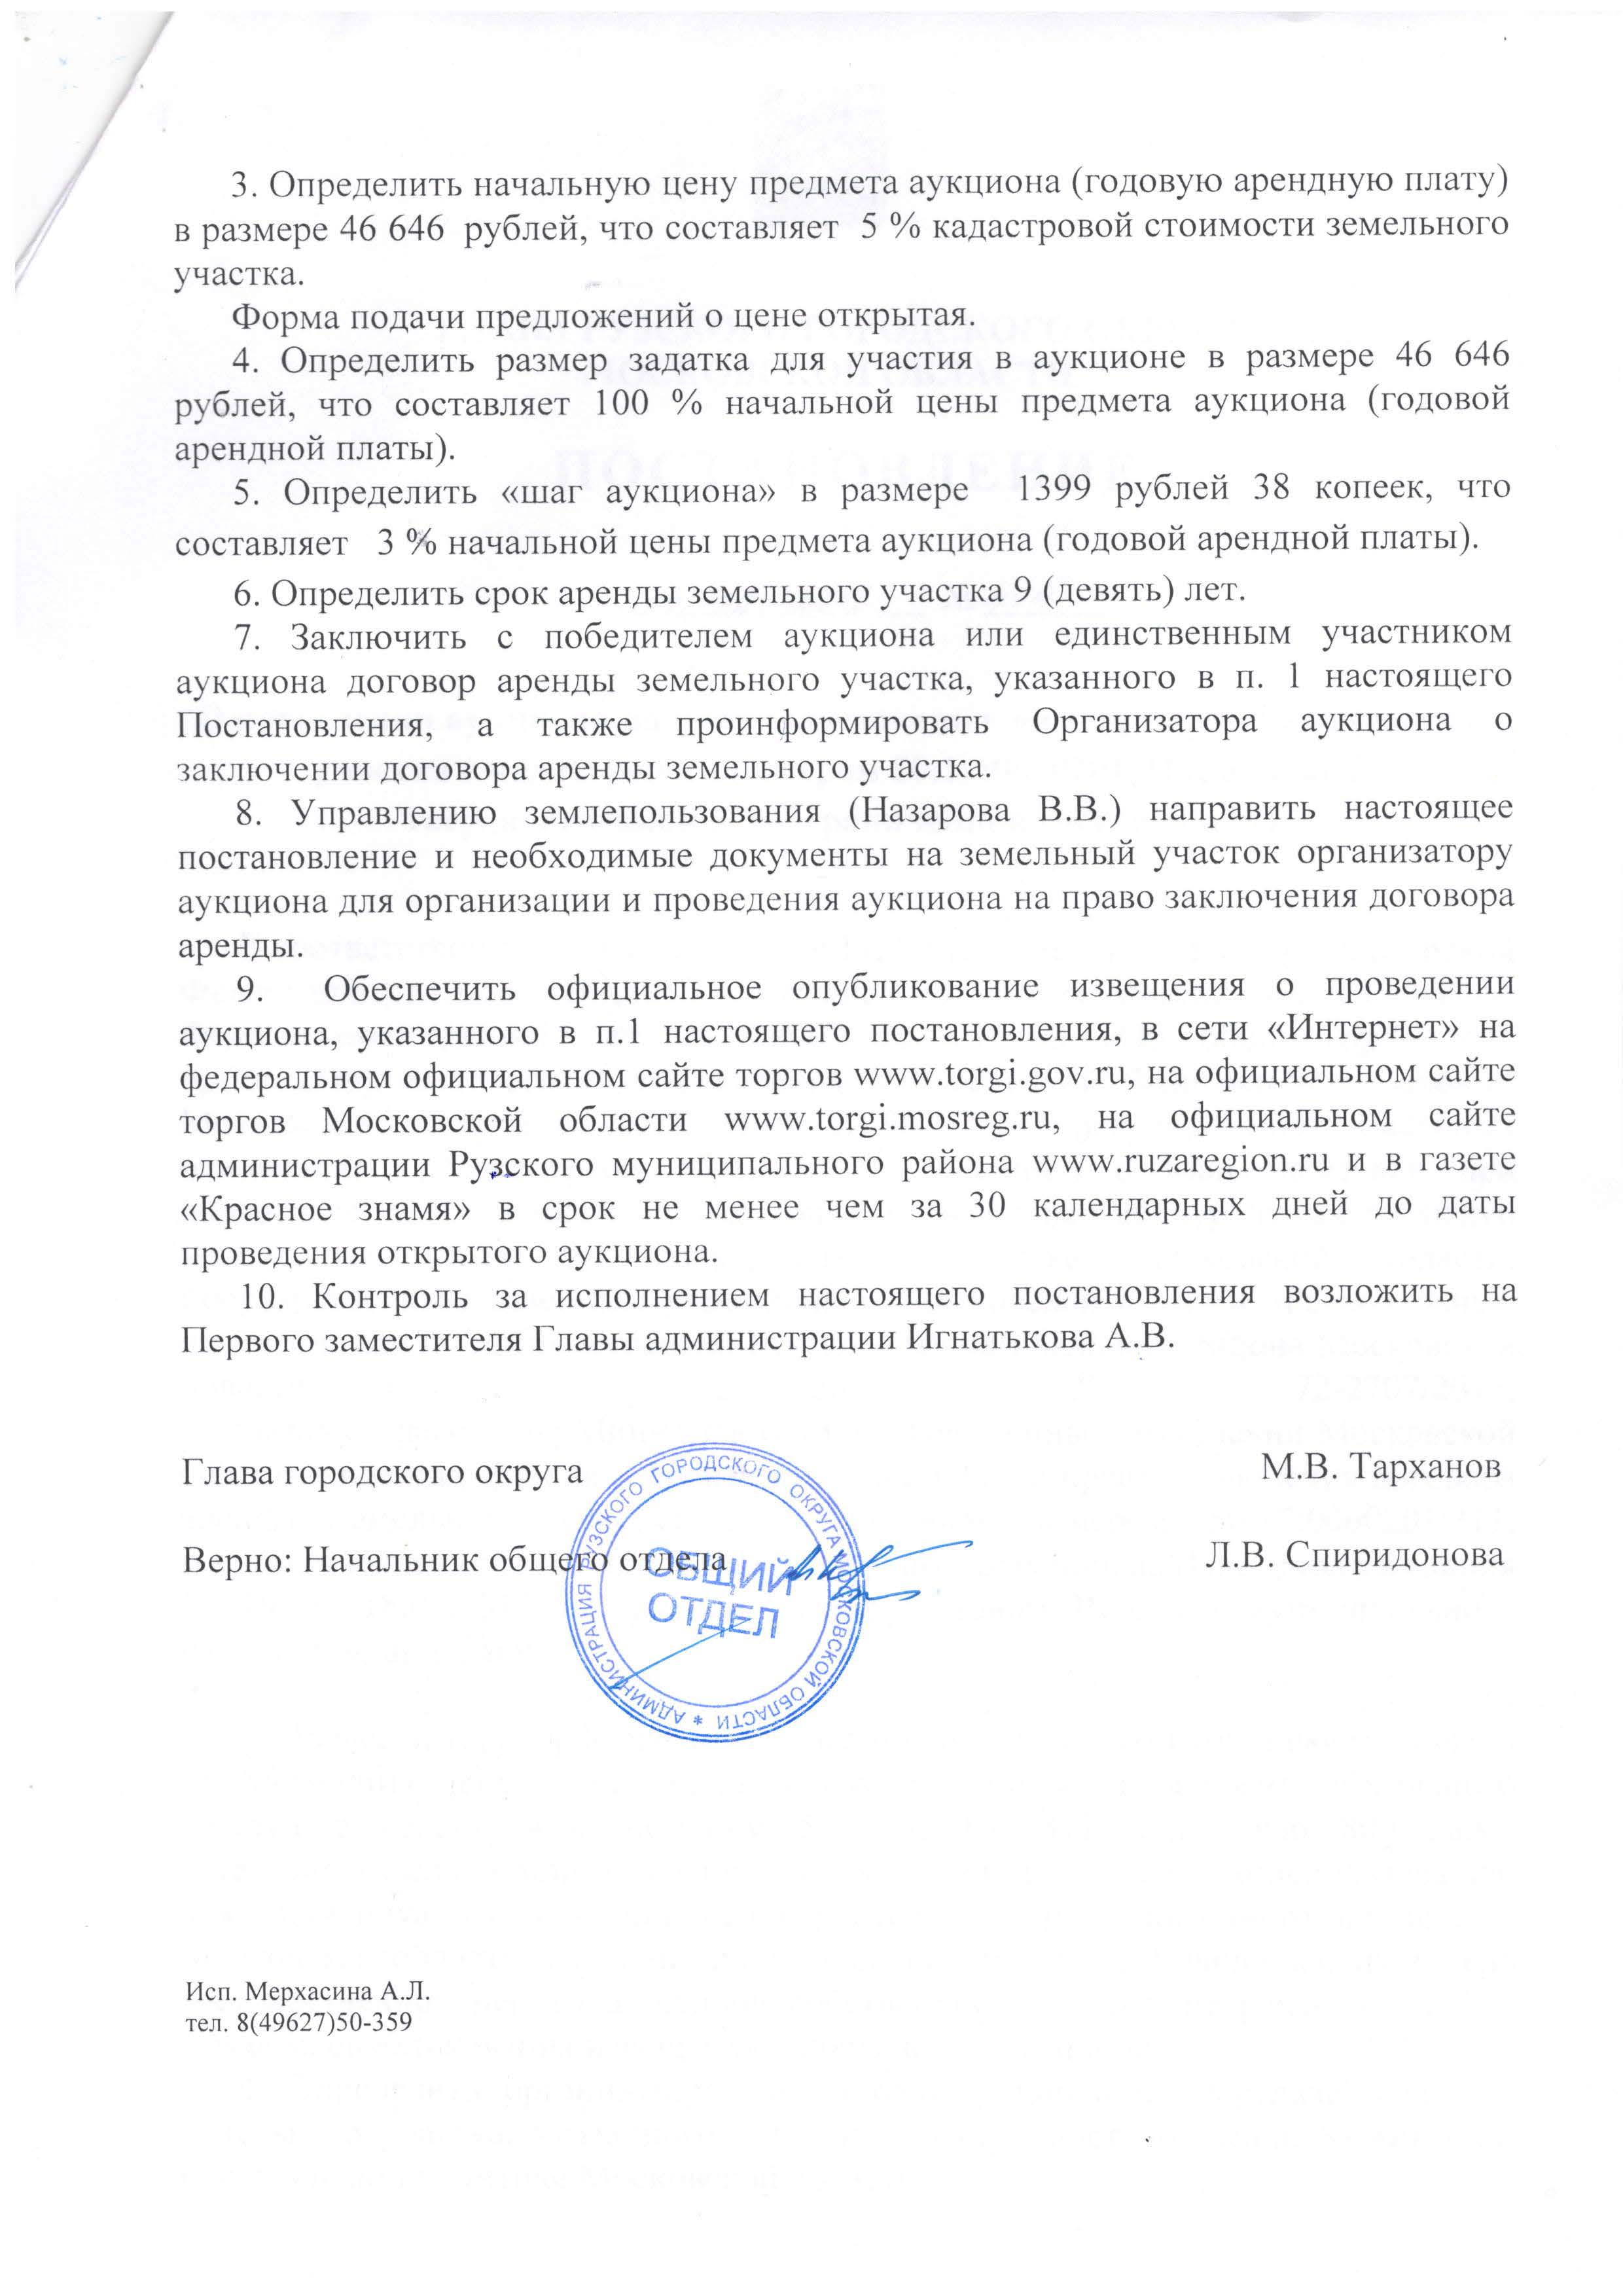 3. Определить начальную цену предмета аукциона (годовую арендную плату)
в размере 46 646 рублей, что составляет 5 % кадастровой стоимости земельного
участка.
Форма подачи предложений о цене открытая.
4. Определить размер задатка для участия в аукционе в размере 46 646
рублей, что составляет 100 % начальной цены предмета аукциона (годовой
арендной платы).
5. Определить «шаг аукциона» в размере 1399 рублей 38 копеек, что
составляет 3 % начальной цены предмета аукциона (годовой арендной платы).
6. Определить срок аренды земельного участка 9 (девять) лет.
7. Заключить с победителем аукциона или единственным участником
аукциона договор аренды земельного участка, указанного в п. 1 настоящего
Постановления, а также проинформировать Организатора аукциона о
заключении договора аренды земельного участка.
8. Управлению землепользования (Назарова В.В.) направить настоящее
постановление и необходимые документы на земельный участок организатору
аукциона для организации и проведения аукциона на право заключения договора
аренды.
9. Обеспечить официальное опубликование извещения о проведении
аукциона, указанного в п.1 настоящего постановления, в сети «Интернет» на
федеральном официальном сайте торгов www.torgi.gov.ru, на официальном сайте
торгов Московской области www.torgi.mosreg.ru, на официальном сайте
администрации Рузского муниципального района www.ruzaregion.ru и в газете
«Красное знамя» в срок не менее чем за 30 календарных дней до даты
проведения открытого аукциона.
10. Контроль за исполнением настоящего постановления возложить на
Первого заместителя Главы администрации Игнатькова А.В.
Глава городского округа М.В. Тарханов
Верно: Начальник общего отдела Л.В. Спиридонова
АДМИНИСТРАЦИЯ РУЗСКОГО ГОРОДСКОГО ОКРУГА МОСКОВСКОЙ ОБЛАСТИ *
ОБЩИЙ
ОТДЕЛ
Исп. Мерхасина А.Л.
тел. 8(49627)50-359